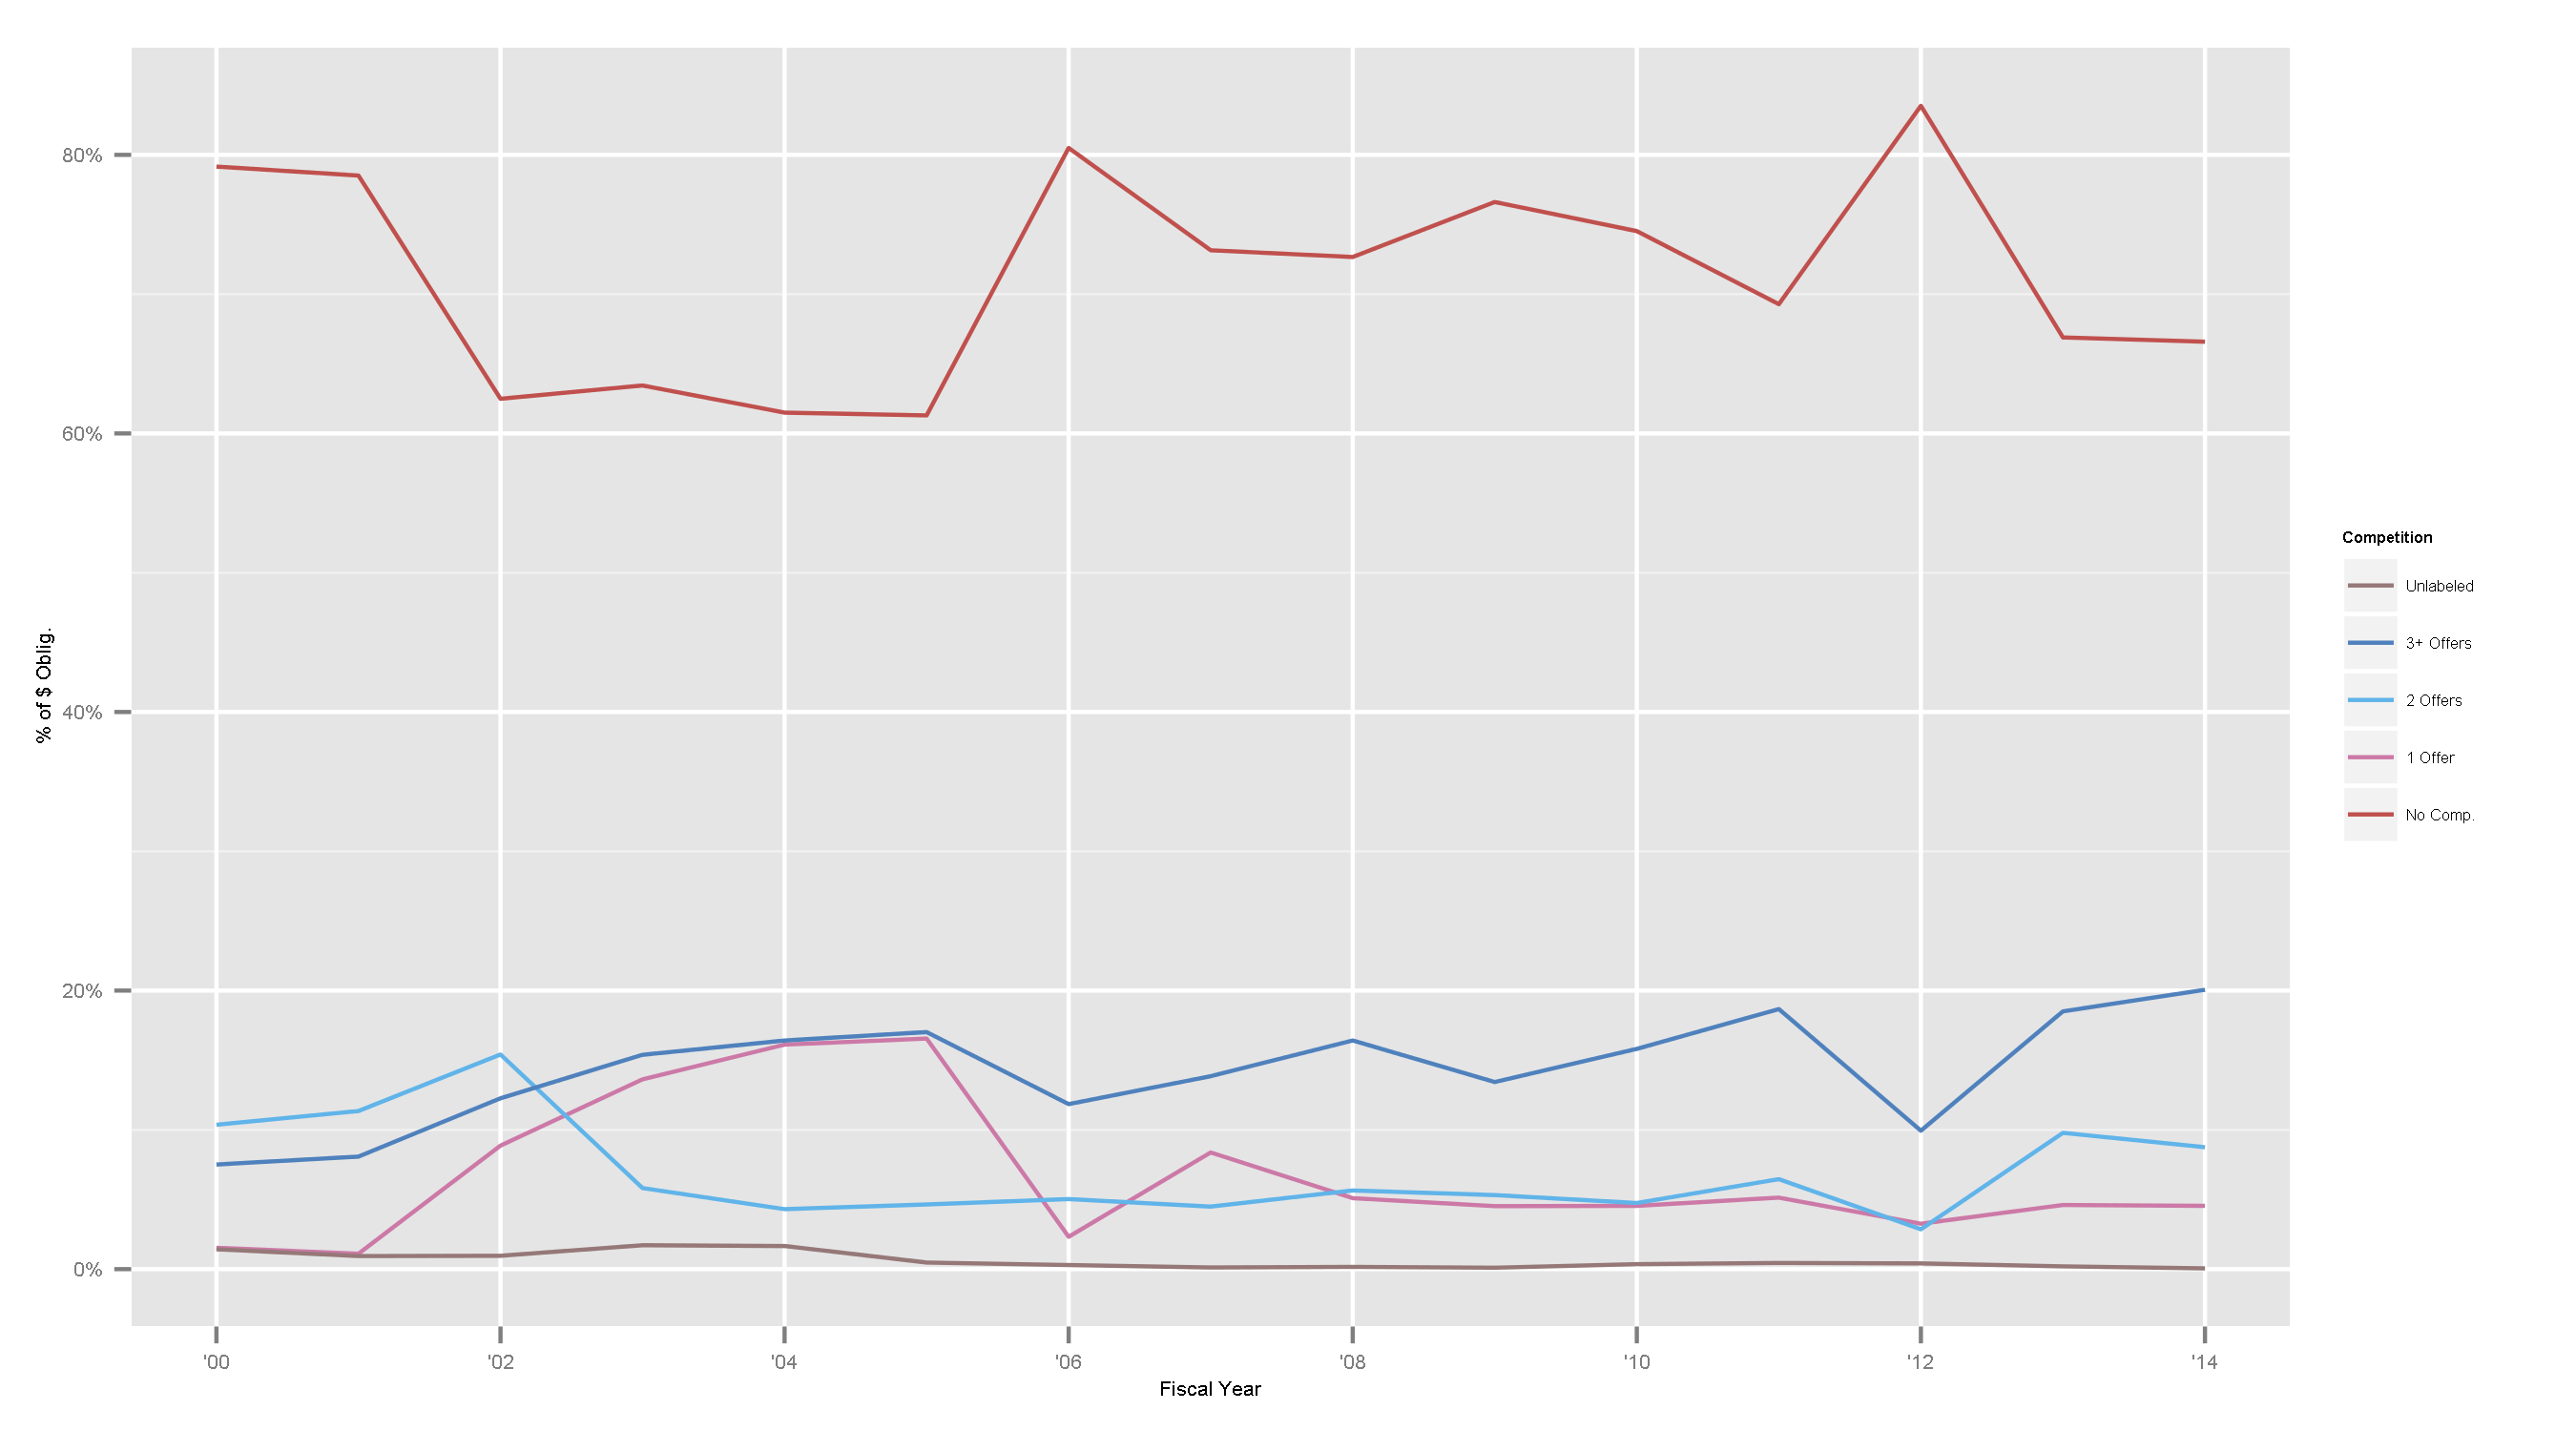 80%
60%
40%
20%
0%
% of $ Oblig.
'00 '02 '04 '06 '08 '10 '12 '14
Fiscal Year
Competition
Unlabeled
3+ Offers
2 Offers
1 Offer
No Comp.